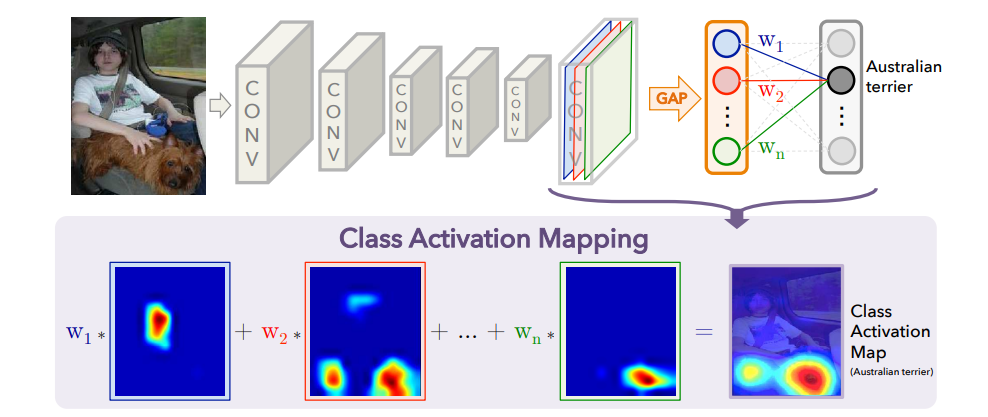 CONV
CONV
CONV
CONV
CONV
CONV
GAP
w1
w2
⋮
wn
⋮
Australian
terrier
Class Activation Mapping
w1 * + w2 * + ... + wn * =
Class
Activation
Map
(Australian terrier)